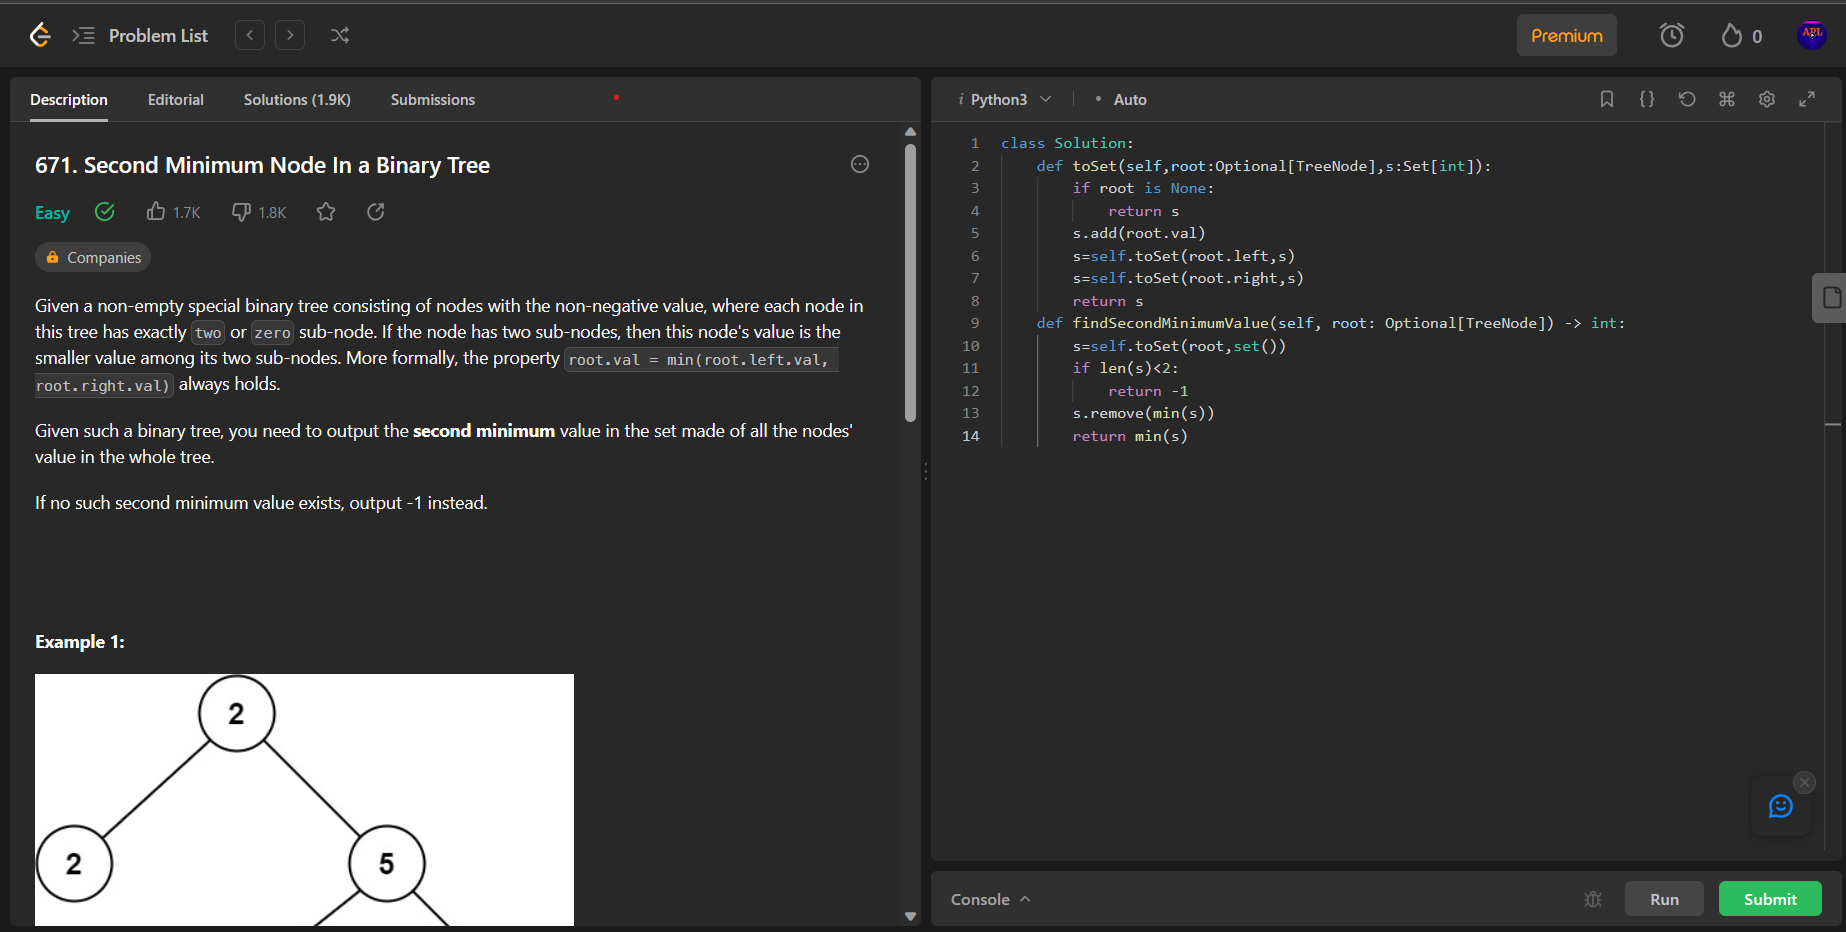 Problem List
Premium
0
APL
Description
Editorial
Solutions (1.9K)
Submissions
671. Second Minimum Node In a Binary Tree
Easy
1.7K
1.8K
Companies
Given a non-empty special binary tree consisting of nodes with the non-negative value, where each node in
this tree has exactly two or zero sub-node. If the node has two sub-nodes, then this node's value is the
smaller value among its two sub-nodes. More formally, the property root.val = min(root.left.val,
root.right.val) always holds.
Given such a binary tree, you need to output the second minimum value in the set made of all the nodes'
value in the whole tree.
If no such second minimum value exists, output -1 instead.
Example 1:
2
2
5
i Python3
• Auto
{}
1 class Solution:
2     def toSet(self,root:Optional[TreeNode],s:Set[int]):
3         if root is None:
4             return s
5         s.add(root.val)
6         s=self.toSet(root.left,s)
7         s=self.toSet(root.right,s)
8         return s
9     def findSecondMinimumValue(self, root: Optional[TreeNode]) -> int:
10         s=self.toSet(root,set())
11         if len(s)<2:
12             return -1
13         s.remove(min(s))
14         return min(s)
Console
Run
Submit